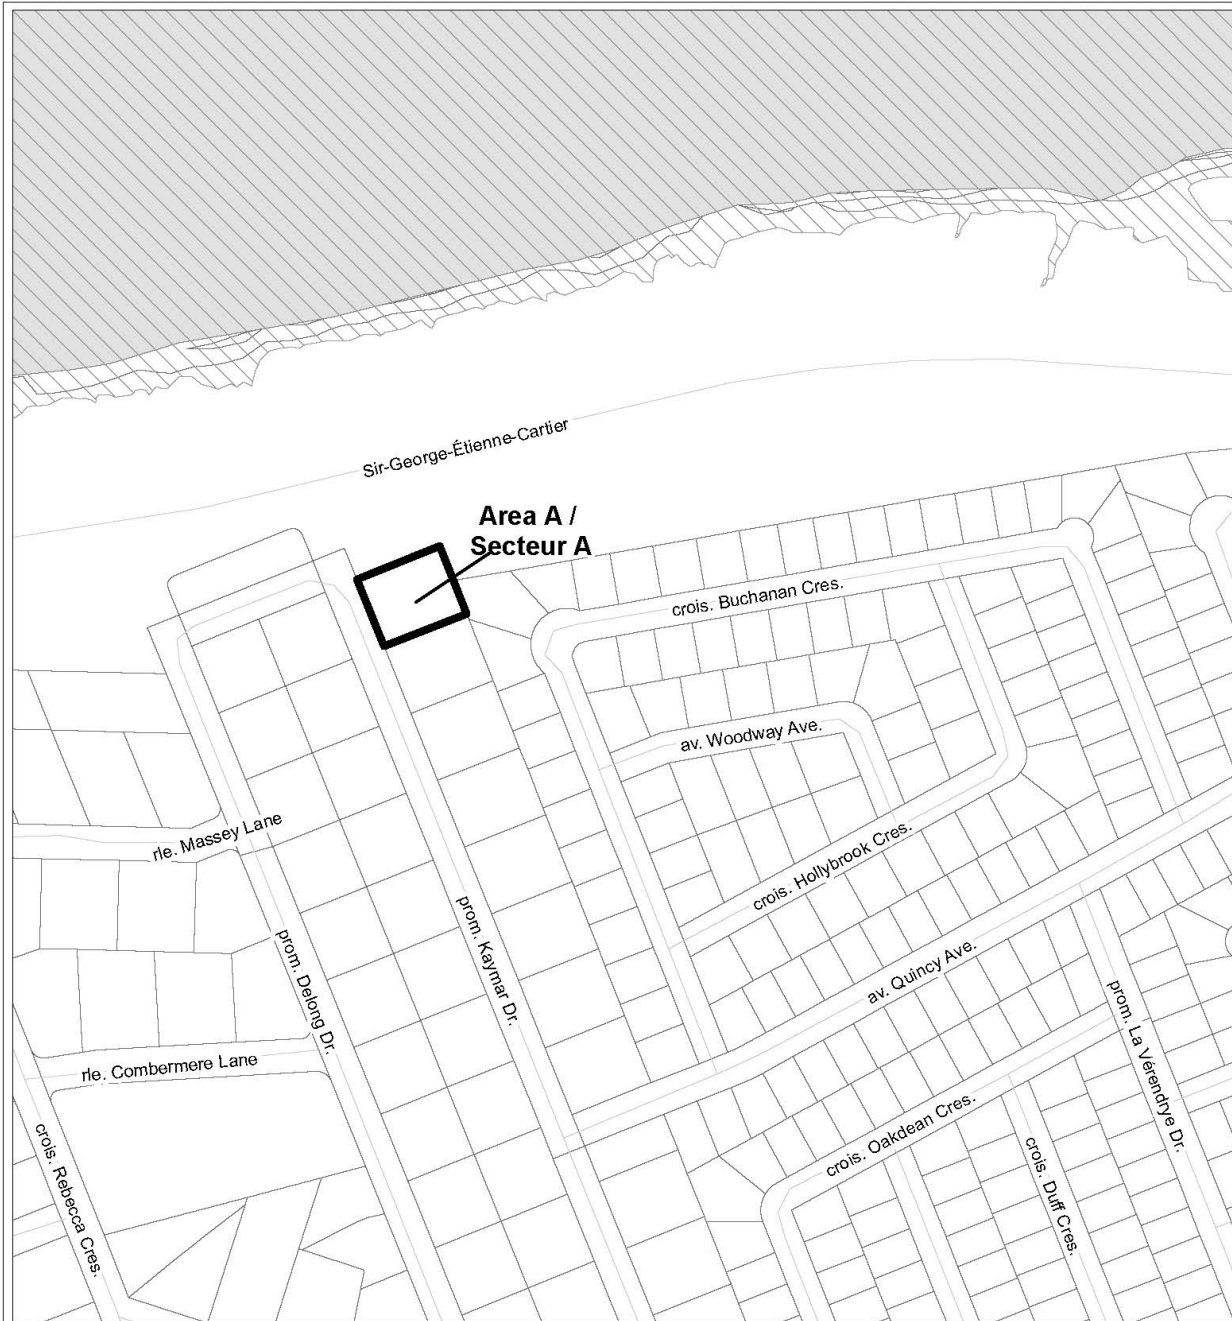 Sir-George-Étienne-Cartier
Area A /
Secteur A
crois. Buchanan Cres.
av. Woodway Ave.
rle. Massey Lane
crois. Hollybrook Cres.
prom. Kaymar Dr.
prom. Delong Dr.
av. Quincy Ave.
prom. La Vérendrye Dr.
rle. Combermere Lane
crois. Oakdean Cres.
crois. Rebecca Cres.
crois. Duff Cres.